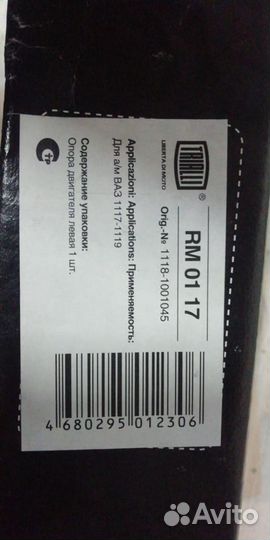 TRIALLI ®
LIBERTA DI MOTO
RM 01 17
Orig.-№ 1118-1001045
Applicazioni: Applications: Применяемость:
Для а/м ВАЗ 1117-1119
Содержание упаковки:
Опора двигателя левая 1 шт.
4 680295 012306
Avito